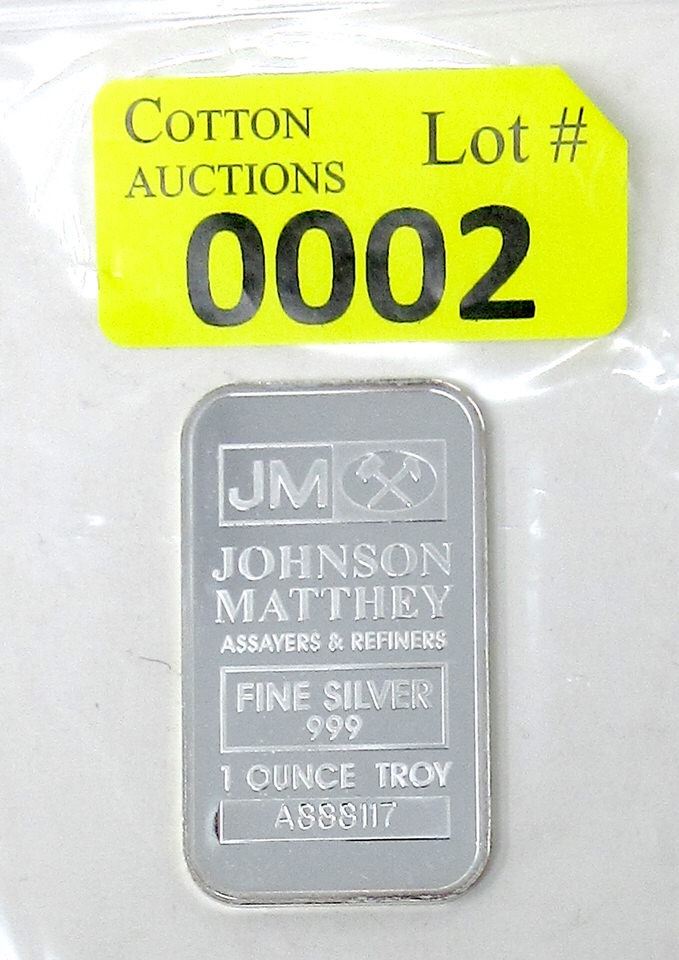 COTTON
AUCTIONS
Lot #
0002
JM
JOHNSON
MATTHEY
ASSAYERS & REFINERS
FINE SILVER
999
1 OUNCE TROY
A888117